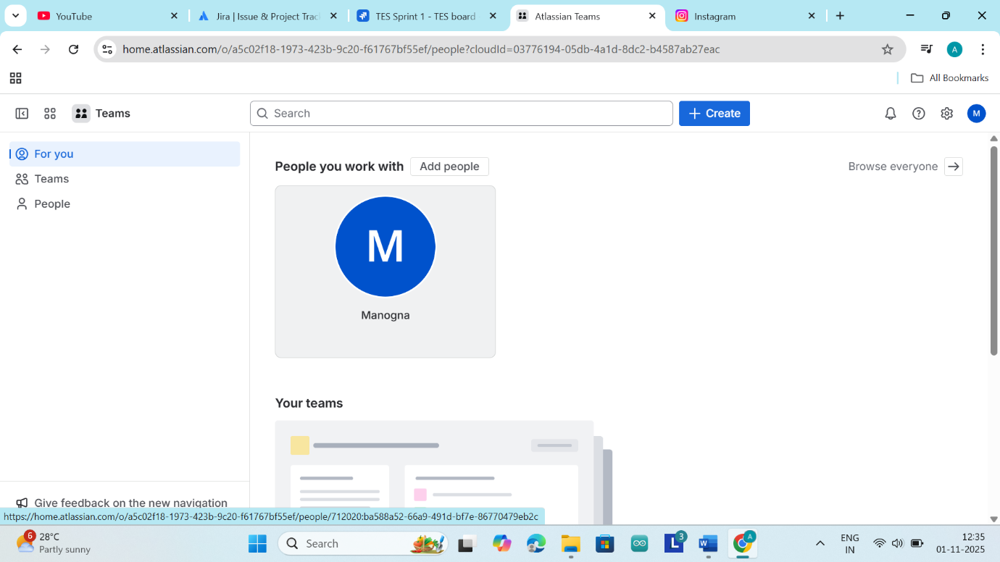 YouTube
Jira | Issue & Project Trac
TES Sprint 1 - TES board
Atlassian Teams
Instagram
home.atlassian.com/o/a5c02f18-1973-423b-9c20-f61767bf55ef/people?cloudId=03776194-05db-4a1d-8dc2-b4587ab27eac
A
All Bookmarks
Teams
Search
Create
M
For you
Teams
People
People you work with
Add people
Browse everyone
M
Manogna
Your teams
Give feedback on the new navigation
https://home.atlassian.com/o/a5c02f18-1973-423b-9c20-f61767bf55ef/people/712020:ba588a52-66a9-491d-bf7e-86770479eb2c
6
28°C
Partly sunny
Search
L
3
W
A
ENG
IN
12:35
01-11-2025